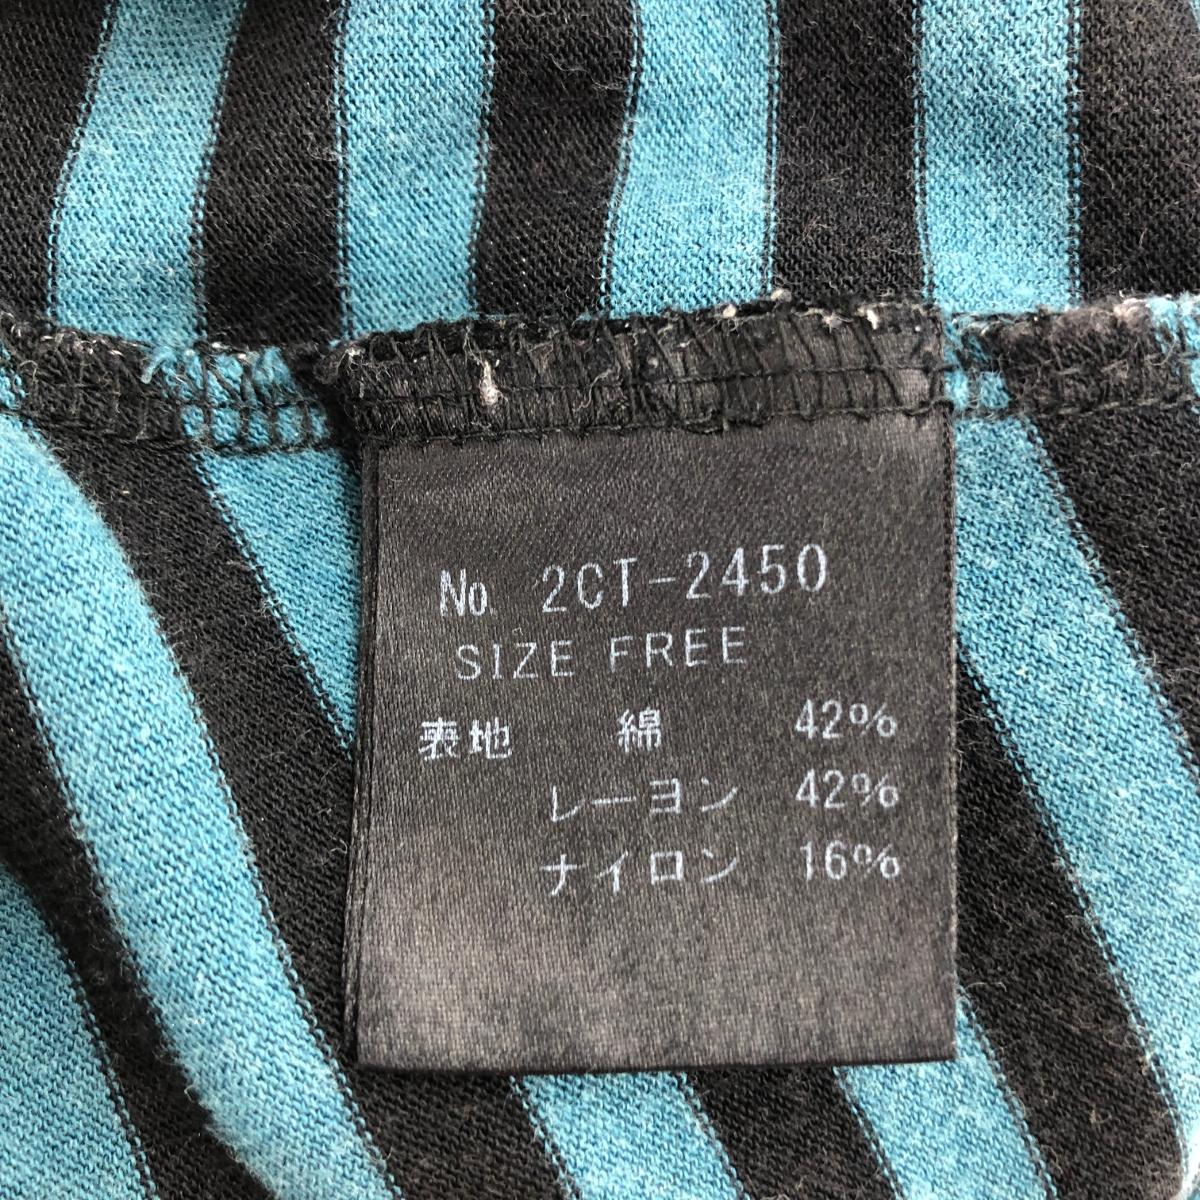 No. 2CT-2450
SIZE FREE
表地 綿 42%
レーヨン 42%
ナイロン 16%